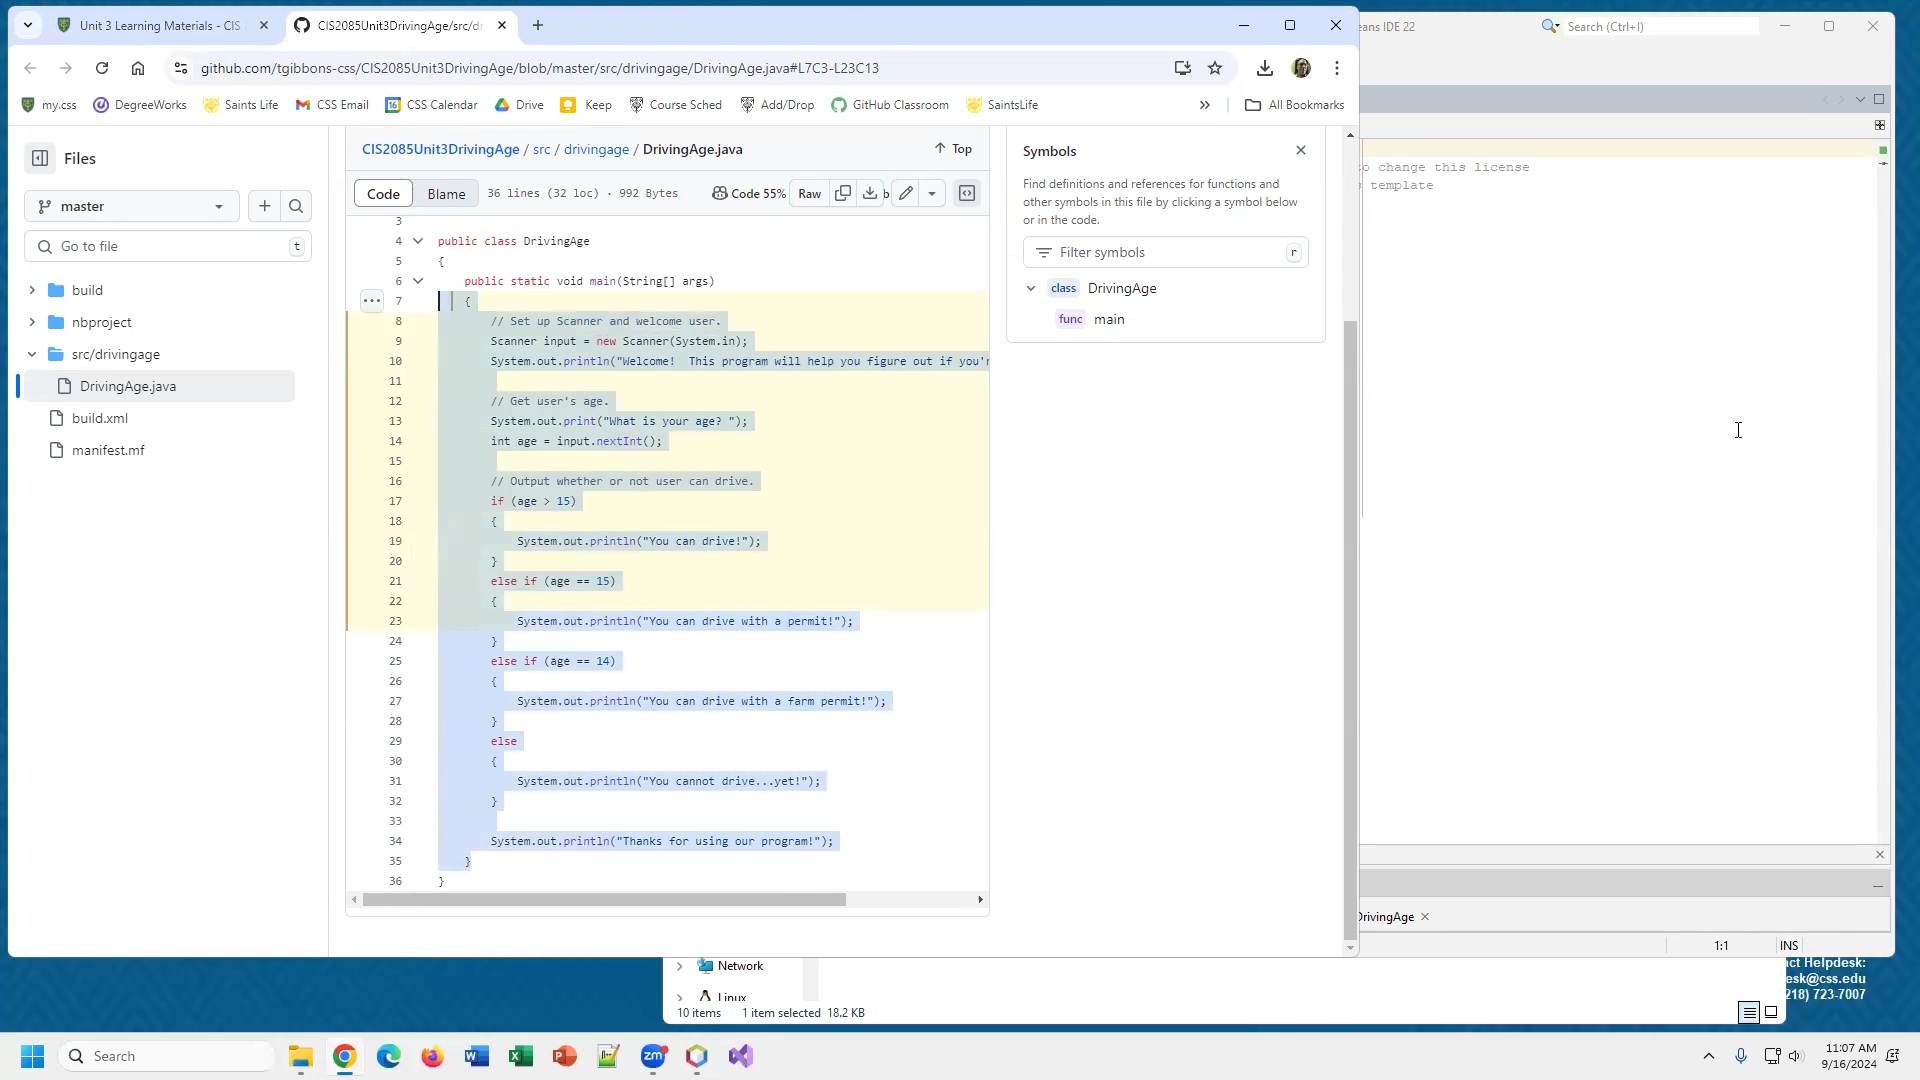 Unit 3 Learning Materials - CIS
CIS2085Unit3DrivingAge/src/dr
eans IDE 22
Search (Ctrl+I)
github.com/tgibbons-css/CIS2085Unit3DrivingAge/blob/master/src/drivingage/DrivingAge.java#L7C3-L23C13
my.css
DegreeWorks
Saints Life
CSS Email
CSS Calendar
Drive
Keep
Course Sched
Add/Drop
GitHub Classroom
SaintsLife
»
All Bookmarks
Files
master
Go to file
t
build
nbproject
src/drivingage
DrivingAge.java
build.xml
manifest.mf
CIS2085Unit3DrivingAge / src / drivingage / DrivingAge.java
Top
Code
Blame
36 lines (32 loc) · 992 Bytes
Code 55%
Raw
3
4 public class DrivingAge
5 {
6 public static void main(String[] args)
7 {
8 // Set up Scanner and welcome user.
9 Scanner input = new Scanner(System.in);
10 System.out.println("Welcome!  This program will help you figure out if you'r
11
12 // Get user's age.
13 System.out.print("What is your age? ");
14 int age = input.nextInt();
15
16 // Output whether or not user can drive.
17 if (age > 15)
18 {
19 System.out.println("You can drive!");
20 }
21 else if (age == 15)
22 {
23 System.out.println("You can drive with a permit!");
24 }
25 else if (age == 14)
26 {
27 System.out.println("You can drive with a farm permit!");
28 }
29 else
30 {
31 System.out.println("You cannot drive...yet!");
32 }
33
34 System.out.println("Thanks for using our program!");
35 }
36 }
Symbols
Find definitions and references for functions and
other symbols in this file by clicking a symbol below
or in the code.
Filter symbols
r
class DrivingAge
func main
o change this license
template
DrivingAge
1:1
INS
Network
Linux
10 items
1 item selected 18.2 KB
act Helpdesk:
esk@css.edu
218) 723-7007
Search
11:07 AM
9/16/2024